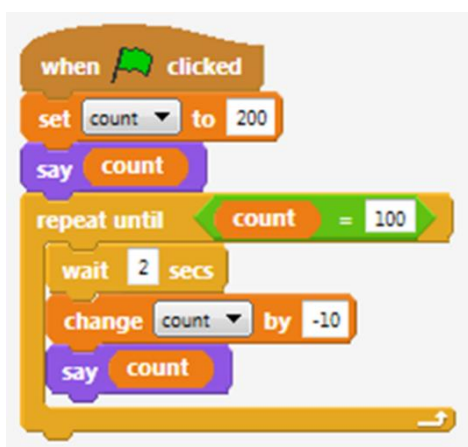 when clicked
set count to 200
say count
repeat until count = 100
wait 2 secs
change count by -10
say count